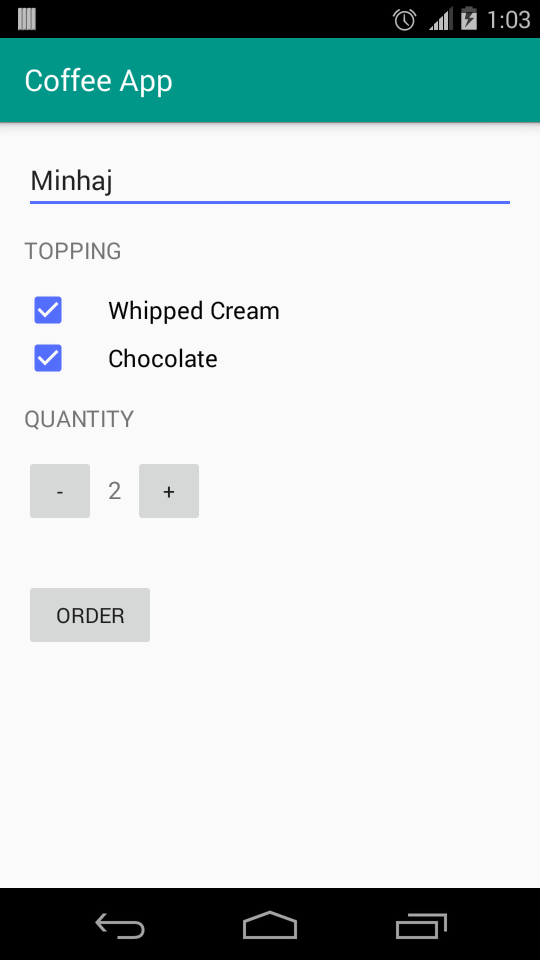 1:03
Coffee App
Minhaj
TOPPING
Whipped Cream
Chocolate
QUANTITY
- 2 +
ORDER